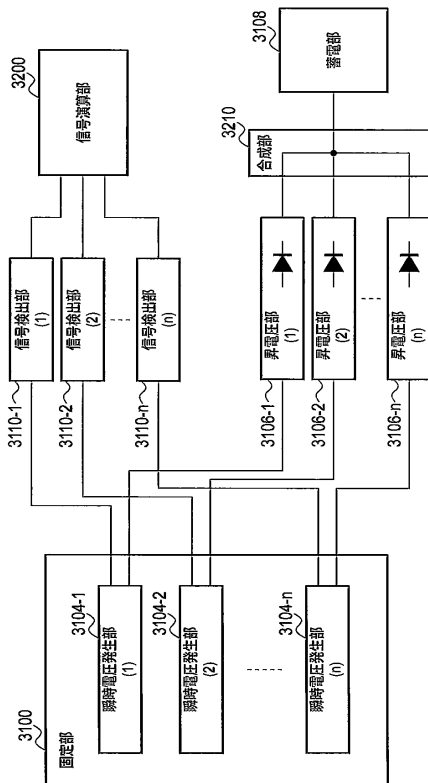 3100
固定部
3104-1
瞬時電圧発生部
(1)
3104-2
瞬時電圧発生部
(2)
3104-n
瞬時電圧発生部
(n)
3110-1
信号検出部
(1)
3110-2
信号検出部
(2)
3110-n
信号検出部
(n)
3200
信号演算部
3106-1
昇電圧部
(1)
3106-2
昇電圧部
(2)
3106-n
昇電圧部
(n)
3210
合成部
3108
蓄電部